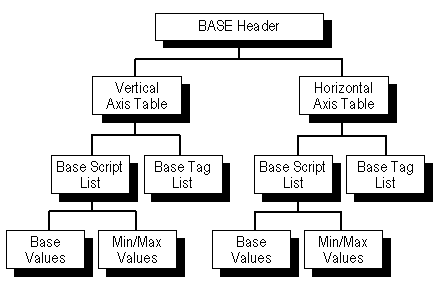 BASE Header
Vertical
Axis Table
Horizontal
Axis Table
Base Script
List
Base Tag
List
Base Script
List
Base Tag
List
Base
Values
Min/Max
Values
Base
Values
Min/Max
Values